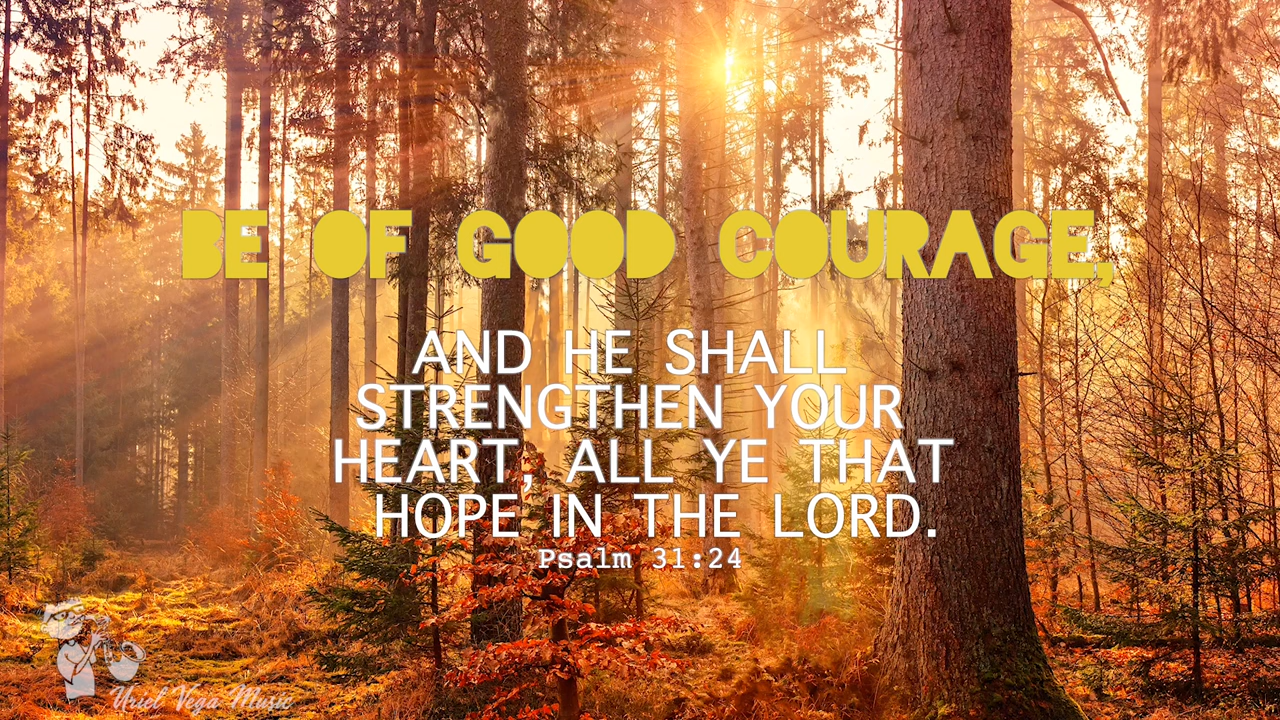 BE OF GOOD COURAGE,
AND HE SHALL
STRENGTHEN YOUR
HEART, ALL YE THAT
HOPE IN THE LORD.
Psalm 31:24
Uriel Vega Music